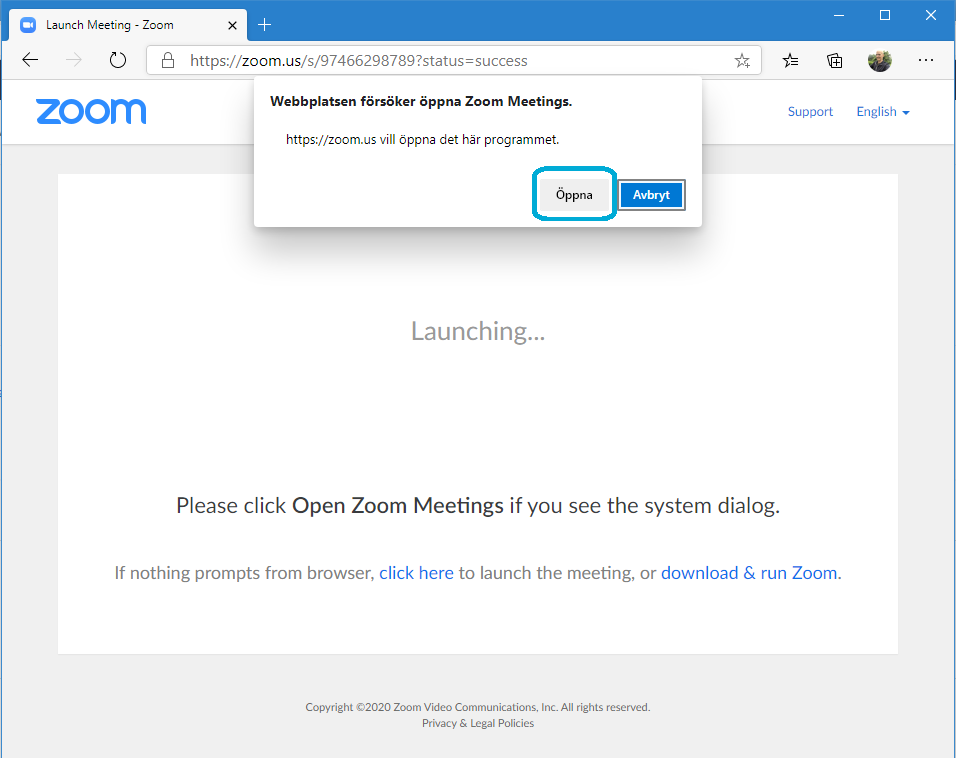 Launch Meeting - Zoom
https://zoom.us/s/97466298789?status=success
zoom
Support
English
Webbplatsen försöker öppna Zoom Meetings.
https://zoom.us vill öppna det här programmet.
Öppna
Avbryt
Launching...
Please click Open Zoom Meetings if you see the system dialog.
If nothing prompts from browser, click here to launch the meeting, or download & run Zoom.
Copyright ©2020 Zoom Video Communications, Inc. All rights reserved.
Privacy & Legal Policies